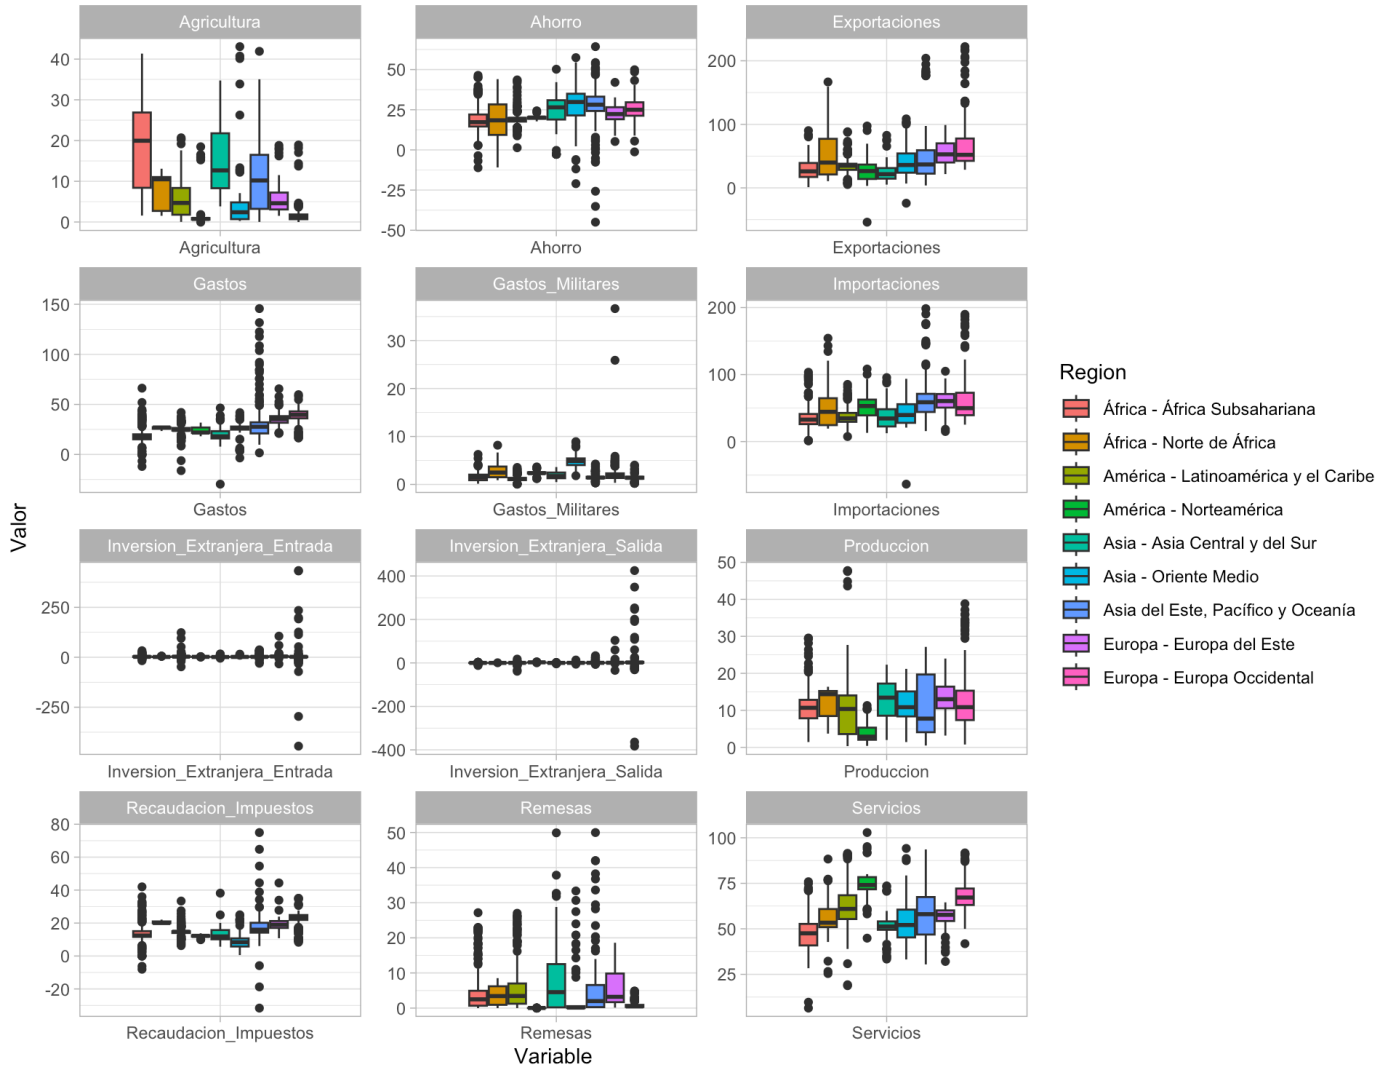 Agricultura
Ahorro
Exportaciones
40
30
20
10
0
50
25
0
-25
-50
200
100
0
Agricultura
Ahorro
Exportaciones
Gastos
Gastos_Militares
Importaciones
150
100
50
0
30
20
10
0
200
100
0
Gastos
Gastos_Militares
Importaciones
Valor
Inversion_Extranjera_Entrada
Inversion_Extranjera_Salida
Produccion
250
0
-250
400
200
0
-200
-400
50
40
30
20
10
0
Inversion_Extranjera_Entrada
Inversion_Extranjera_Salida
Produccion
Recaudacion_Impuestos
Remesas
Servicios
80
60
40
20
0
-20
50
40
30
20
10
0
100
75
50
25
Recaudacion_Impuestos
Remesas
Servicios
Variable
Region
África - África Subsahariana
África - Norte de África
América - Latinoamérica y el Caribe
América - Norteamérica
Asia - Asia Central y del Sur
Asia - Oriente Medio
Asia del Este, Pacífico y Oceanía
Europa - Europa del Este
Europa - Europa Occidental